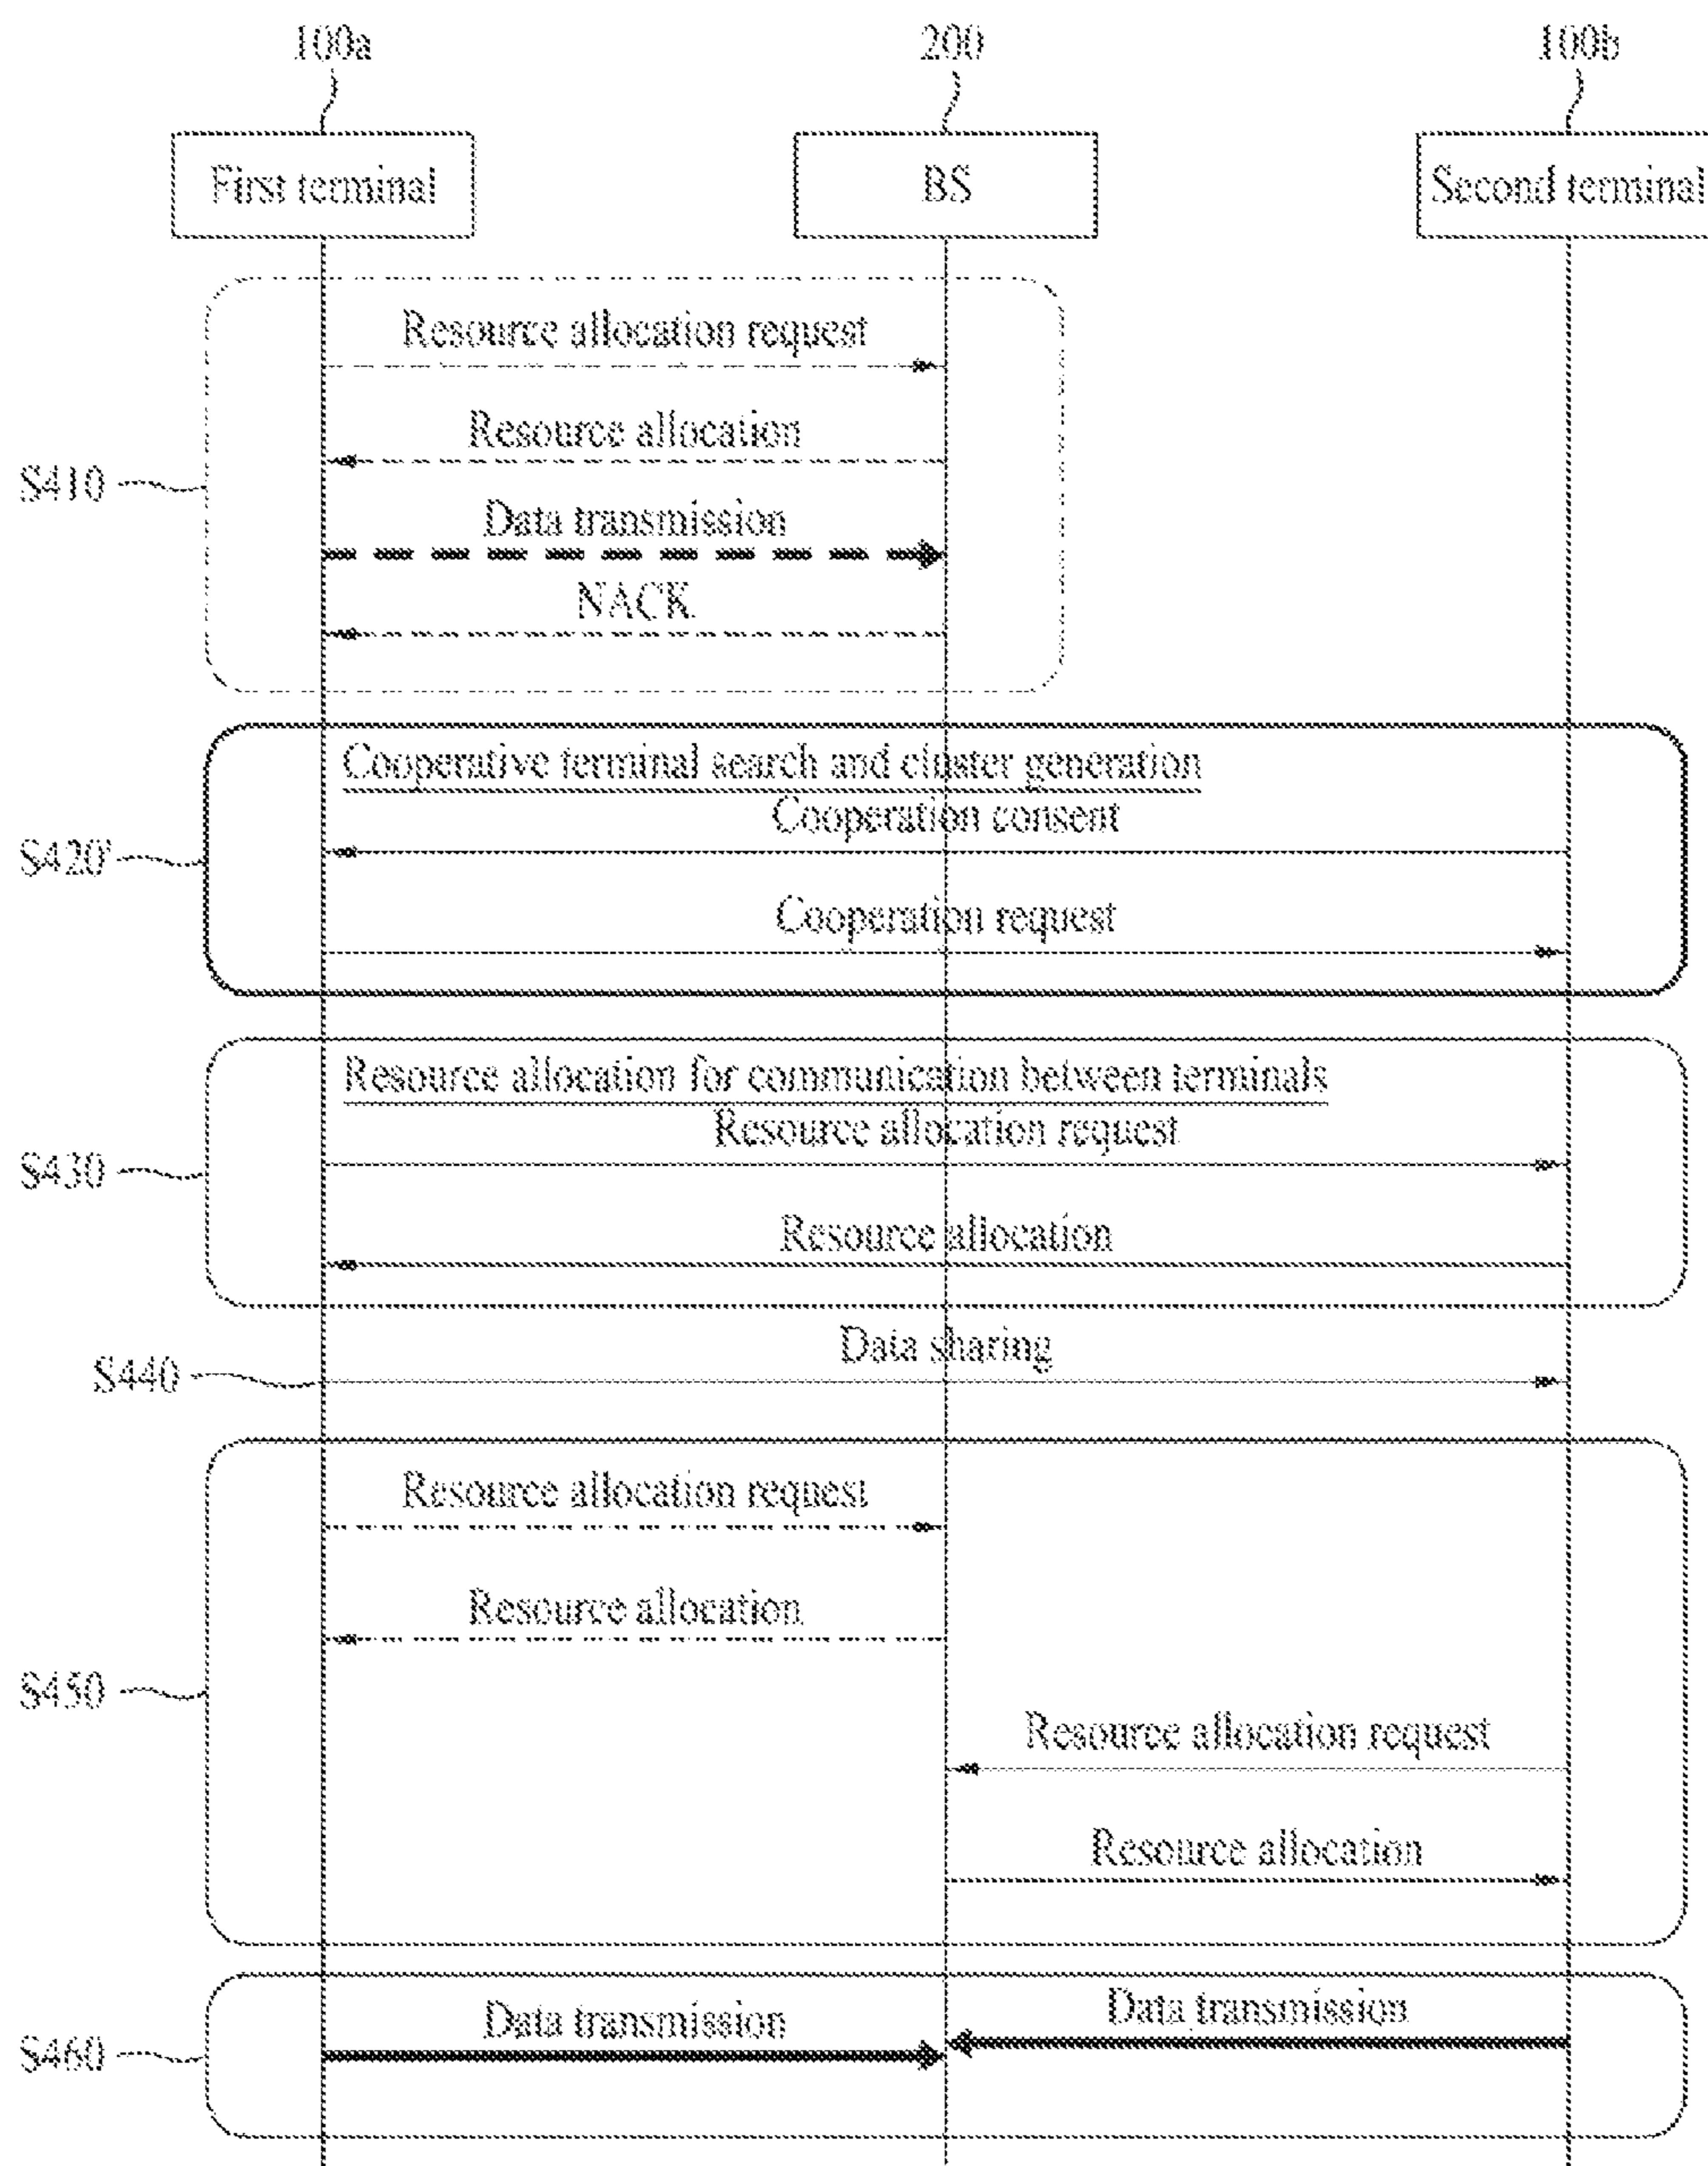 100a 200 100b
First terminal BS Second terminal
Resource allocation request
Resource allocation
S410
Data transmission
NACK
Cooperative terminal search and cluster generation
Cooperation consent
S420'
Cooperation request
Resource allocation for communication between terminals
Resource allocation request
S430
Resource allocation
Data sharing
S440
Resource allocation request
Resource allocation
S450
Resource allocation request
Resource allocation
Data transmission Data transmission
S460